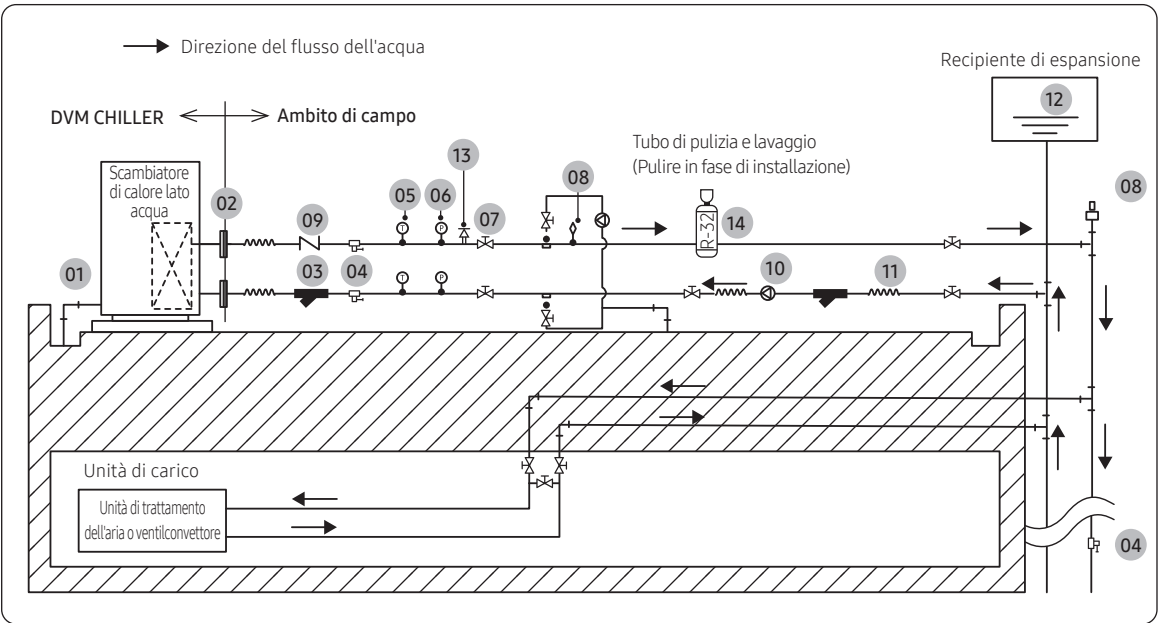 Direzione del flusso dell'acqua
Recipiente di espansione
12
DVM CHILLER
Ambito di campo
Tubo di pulizia e lavaggio
(Pulire in fase di installazione)
Scambiatore
di calore lato
acqua
02
13
05
06
08
08
09
07
R-32
14
01
03
04
T
P
T
P
10
11
Unità di carico
Unità di trattamento
dell'aria o ventilconvettore
04